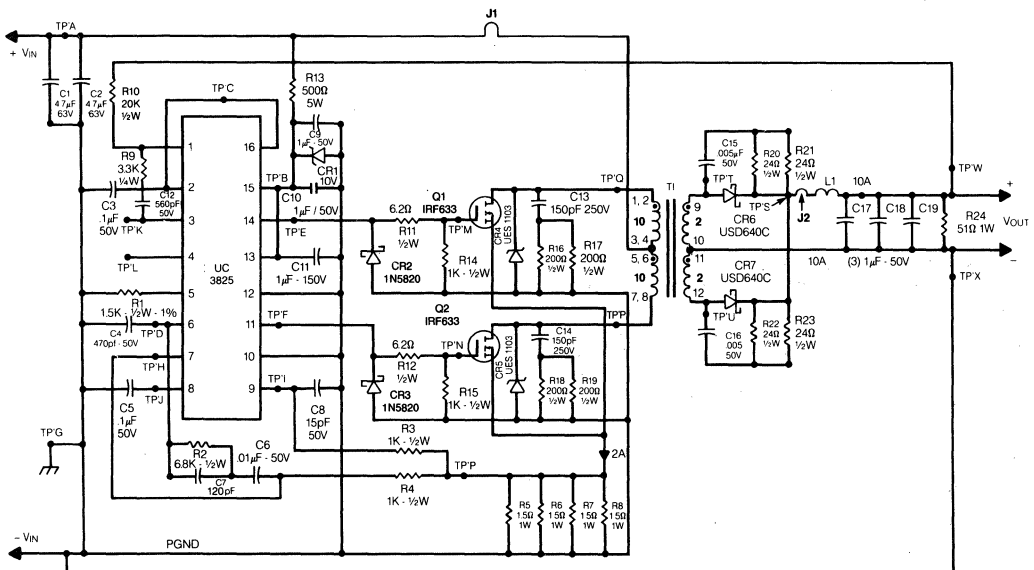 J1
TP'A
+ VIN
C1
4.7µF
63V
C2
4.7µF
63V
R10
20K
½W
TP'C
R13
500Ω
5W
C9
1µF - 50V
CR1
10V
R9
3.3K
¼W
C12
560pF
50V
C3
.1µF
50V
TP'K
TP'L
R1
1.5K - ½W - 1%
TP'D
C4
470pf - 50V
TP'H
TP'J
C5
.1µF
50V
TP'G
1
2
3
4
5
6
7
8
UC
3825
16
15
14
13
12
11
10
9
TP'B
C10
1µF / 50V
TP'E
C11
1µF - 150V
TP'F
TP'I
C8
15pF
50V
R2
6.8K - ½W
C7
120pF
C6
.01µF - 50V
R3
1K - ½W
R4
1K - ½W
TP'P
6.2Ω
R11
½W
CR2
1N5820
Q1
IRF633
TP'M
R14
1K - ½W
CR4
UES 1103
C13
150pF 250V
R16
200Ω
½W
R17
200Ω
½W
TP'Q
6.2Ω
R12
½W
CR3
1N5820
Q2
IRF633
TP'N
R15
1K - ½W
CR5
UES 1103
C14
150pF
250V
R18
200Ω
½W
R19
200Ω
½W
TP'P
2A
R5
1.5Ω
1W
R6
1.5Ω
1W
R7
1.5Ω
1W
R8
1.5Ω
1W
TI
1, 2
10
3, 4
5, 6
10
7, 8
9
2
10
11
2
12
C15
.005µF
50V
R20
24Ω
½W
R21
24Ω
½W
TP'T
CR6
USD640C
TP'S
J2
L1
10A
C17
C18
C19
(3) 1µF - 50V
R24
51Ω 1W
TP'W
+
VOUT
−
TP'X
10A
CR7
USD640C
TP'U
C16
.005
50V
R22
24Ω
½W
R23
24Ω
½W
− VIN
PGND